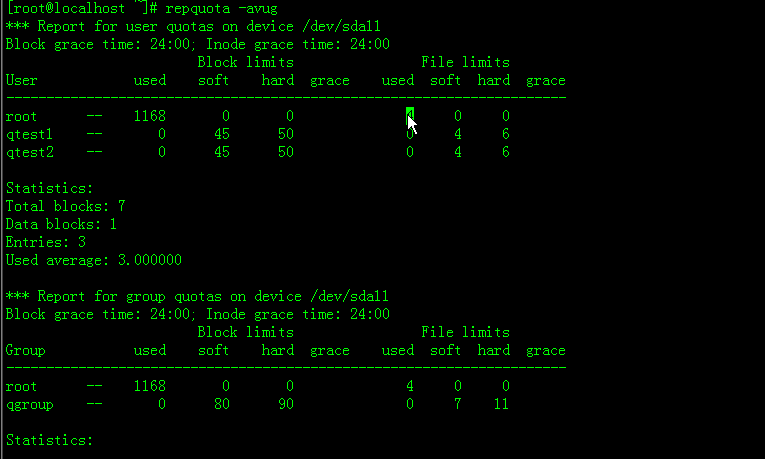 [root@localhost ~]# repquota -avug
*** Report for user quotas on device /dev/sda11
Block grace time: 24:00; Inode grace time: 24:00
Block limits File limits
User used soft hard grace used soft hard grace
----------------------------------------------------------------------
root -- 1168 0 0 4 0 0
qtest1 -- 0 45 50 0 4 6
qtest2 -- 0 45 50 0 4 6
Statistics:
Total blocks: 7
Data blocks: 1
Entries: 3
Used average: 3.000000
*** Report for group quotas on device /dev/sda11
Block grace time: 24:00; Inode grace time: 24:00
Block limits File limits
Group used soft hard grace used soft hard grace
----------------------------------------------------------------------
root -- 1168 0 0 4 0 0
qgroup -- 0 80 90 0 7 11
Statistics: